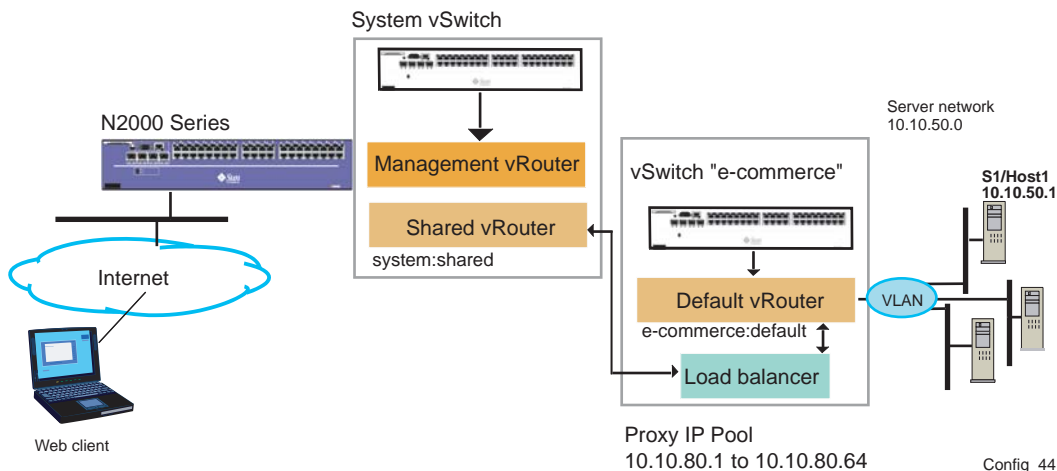 System vSwitch
N2000 Series
Sun
Management vRouter
Shared vRouter
system:shared
Internet
Web client
Server network
10.10.50.0
vSwitch "e-commerce"
S1/Host1
10.10.50.1
Default vRouter
e-commerce:default
VLAN
Load balancer
Proxy IP Pool
10.10.80.1 to 10.10.80.64
Config_44